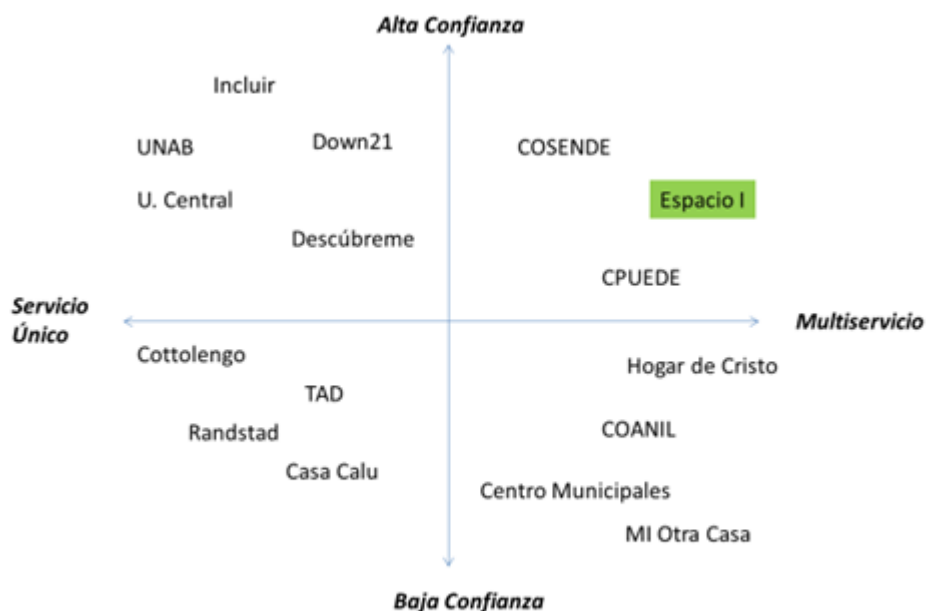 Alta Confianza
Incluir
Down21
UNAB
COSENDE
U. Central
Espacio I
Descúbreme
CPUEDE
Servicio
Único
Multiservicio
Cottolengo
Hogar de Cristo
TAD
Randstad
COANIL
Casa Calu
Centro Municipales
MI Otra Casa
Baja Confianza